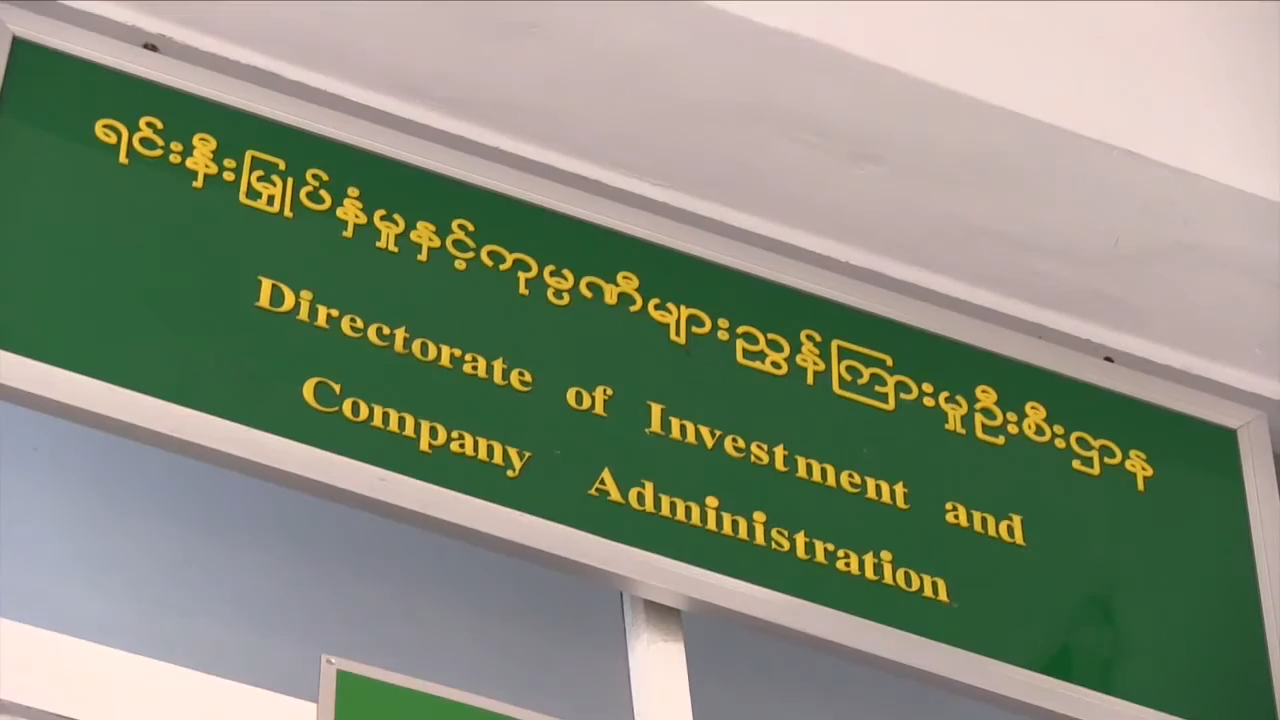 ရင်းနှီးမြှုပ်နှံမှုနှင့်ကုမ္ပဏီများညွှန်ကြားမှုဦးစီးဌာန
Directorate of Investment and
Company Administration